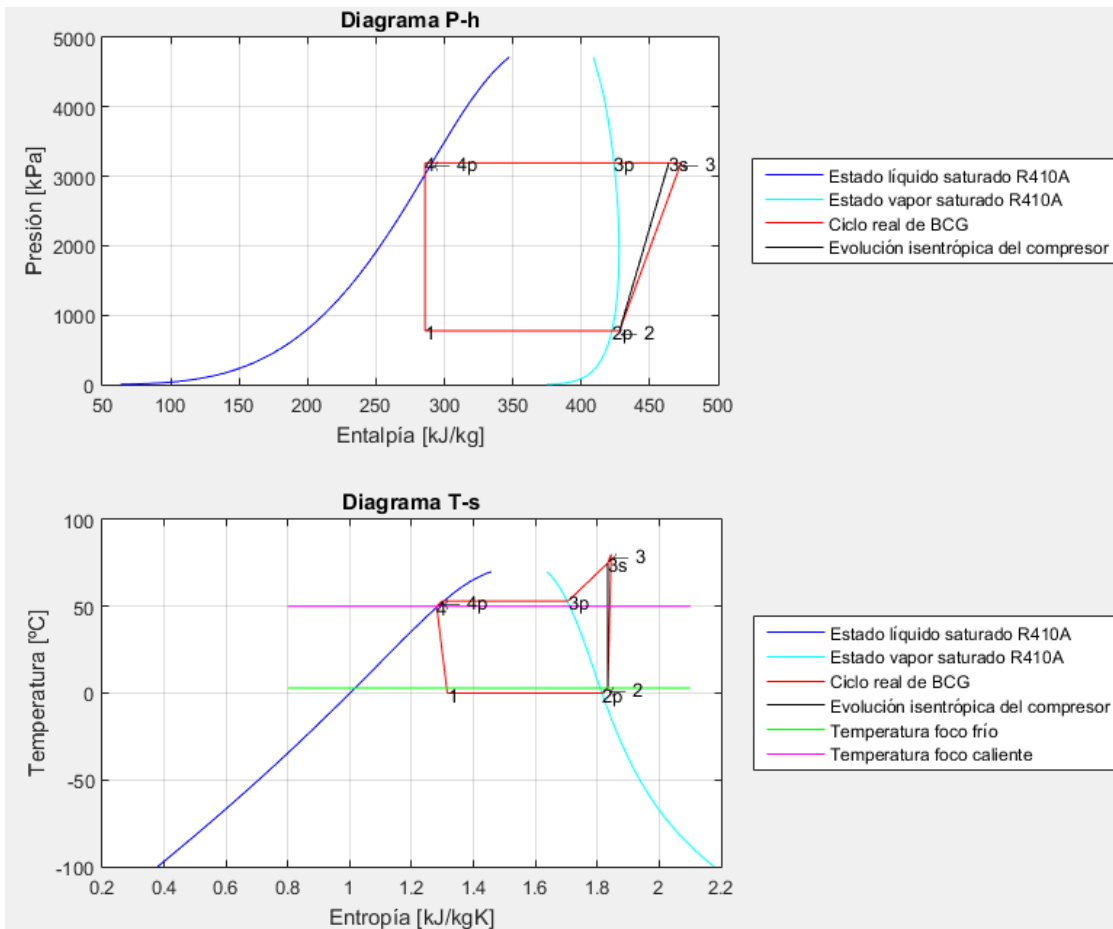 Diagrama P-h
5000
4000
3000
2000
1000
0
Presión [kPa]
4 ← 4p
3p
3s ← 3
1
2p ← 2
50 100 150 200 250 300 350 400 450 500
Entalpía [kJ/kg]
Estado líquido saturado R410A
Estado vapor saturado R410A
Ciclo real de BCG
Evolución isentrópica del compresor
Diagrama T-s
100
50
0
-50
-100
Temperatura [ºC]
← 3
3s
4 ← 4p
3p
1
2p ← 2
0.2 0.4 0.6 0.8 1 1.2 1.4 1.6 1.8 2 2.2
Entropía [kJ/kgK]
Estado líquido saturado R410A
Estado vapor saturado R410A
Ciclo real de BCG
Evolución isentrópica del compresor
Temperatura foco frío
Temperatura foco caliente